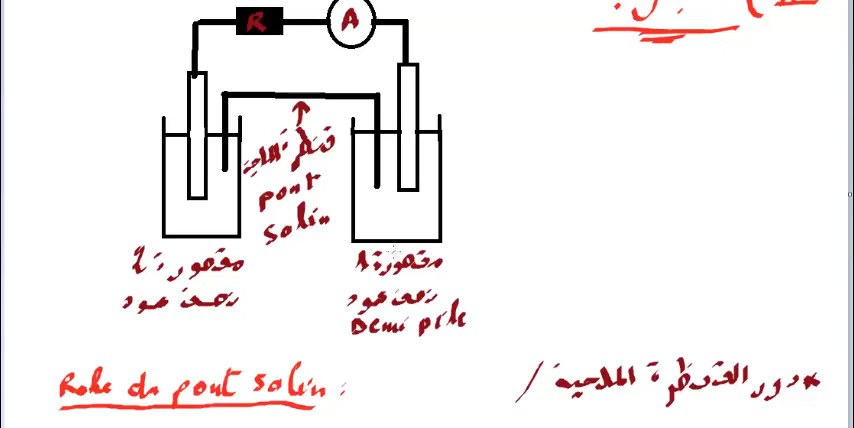 R
A
قنطرة ملحية
pont
salin
مقصورة 2
نصف عمود
مقصورة 1
نصف عمود
Demi pile
Role du pont salin :
* دور القنطرة الملحية /